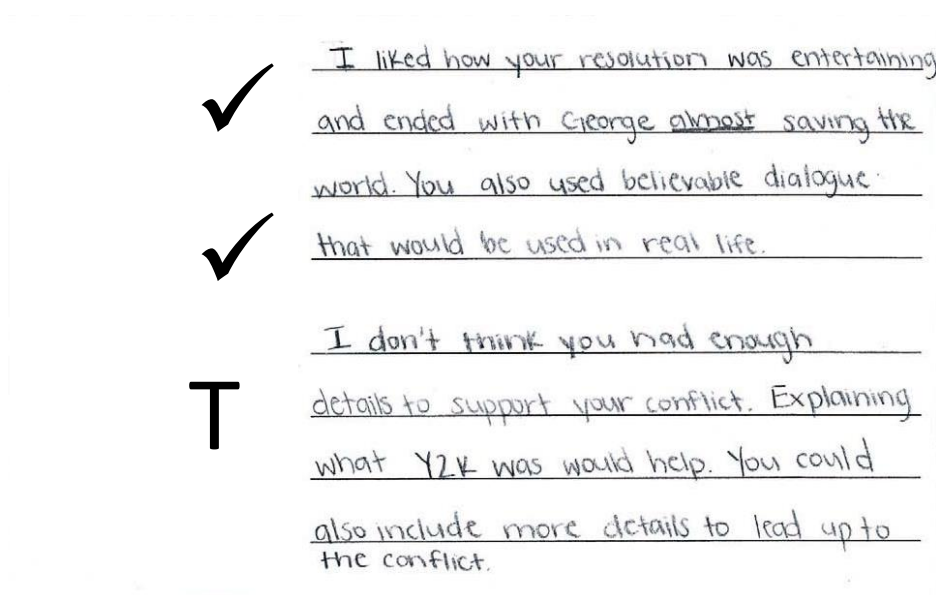 I liked how your resolution was entertaining
✓
and ended with George almost saving the
world. You also used believable dialogue
✓
that would be used in real life.
I don't think you had enough
T
details to support your conflict. Explaining
what Y2K was would help. You could
also include more details to lead up to
the conflict.